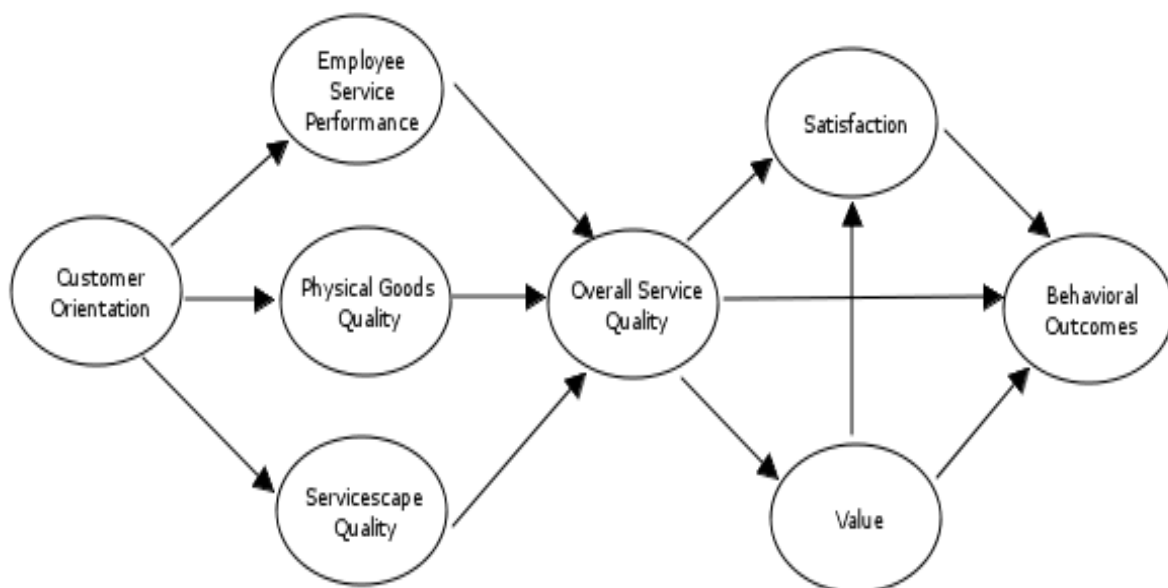 Employee
Service
Performance
Satisfaction
Customer
Orientation
Physical Goods
Quality
Overall Service
Quality
Behavioral
Outcomes
Servicescape
Quality
Value